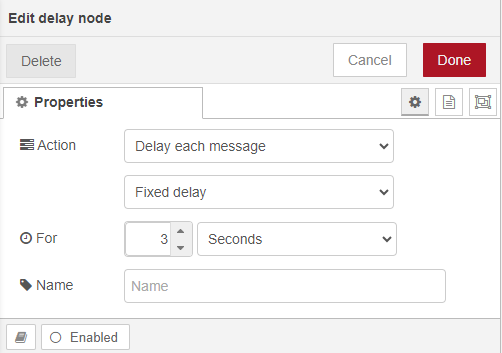 Edit delay node
Delete Cancel Done
Properties
Action Delay each message
Fixed delay
For 3 Seconds
Name Name
Enabled